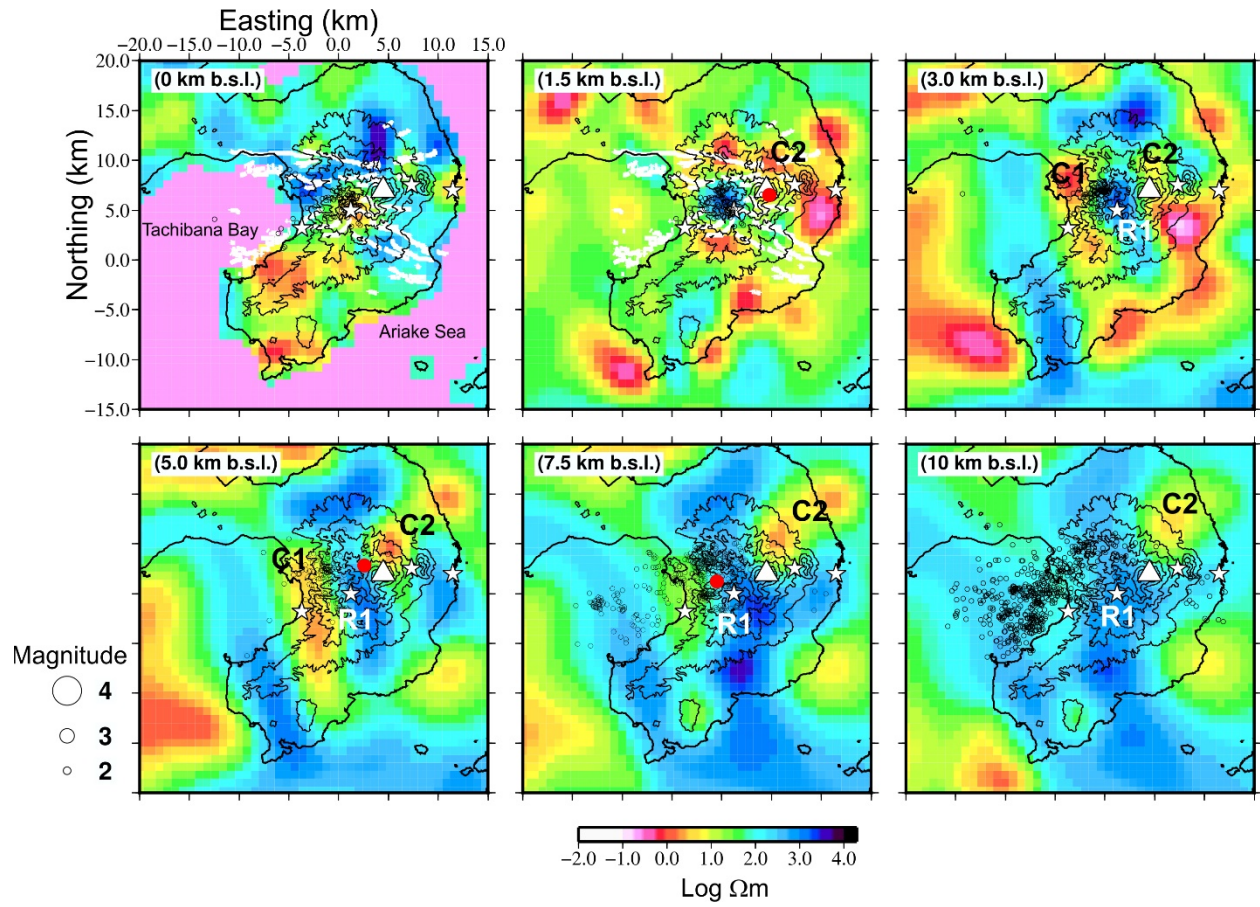 Easting (km)
−20.0 −15.0 −10.0 −5.0 0.0 5.0 10.0 15.0
Northing (km)
20.0
15.0
10.0
5.0
0.0
−5.0
−10.0
−15.0
(0 km b.s.l.)
Tachibana Bay
Ariake Sea
(1.5 km b.s.l.)
C2
(3.0 km b.s.l.)
C1
C2
R1
(5.0 km b.s.l.)
C2
C1
R1
(7.5 km b.s.l.)
C2
R1
(10 km b.s.l.)
C2
R1
Magnitude
4
3
2
−2.0 −1.0 0.0 1.0 2.0 3.0 4.0
Log Ωm